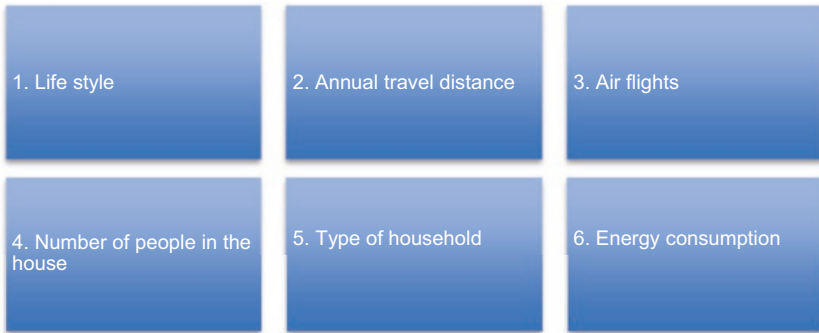 1. Life style
2. Annual travel distance
3. Air flights
4. Number of people in the
house
5. Type of household
6. Energy consumption